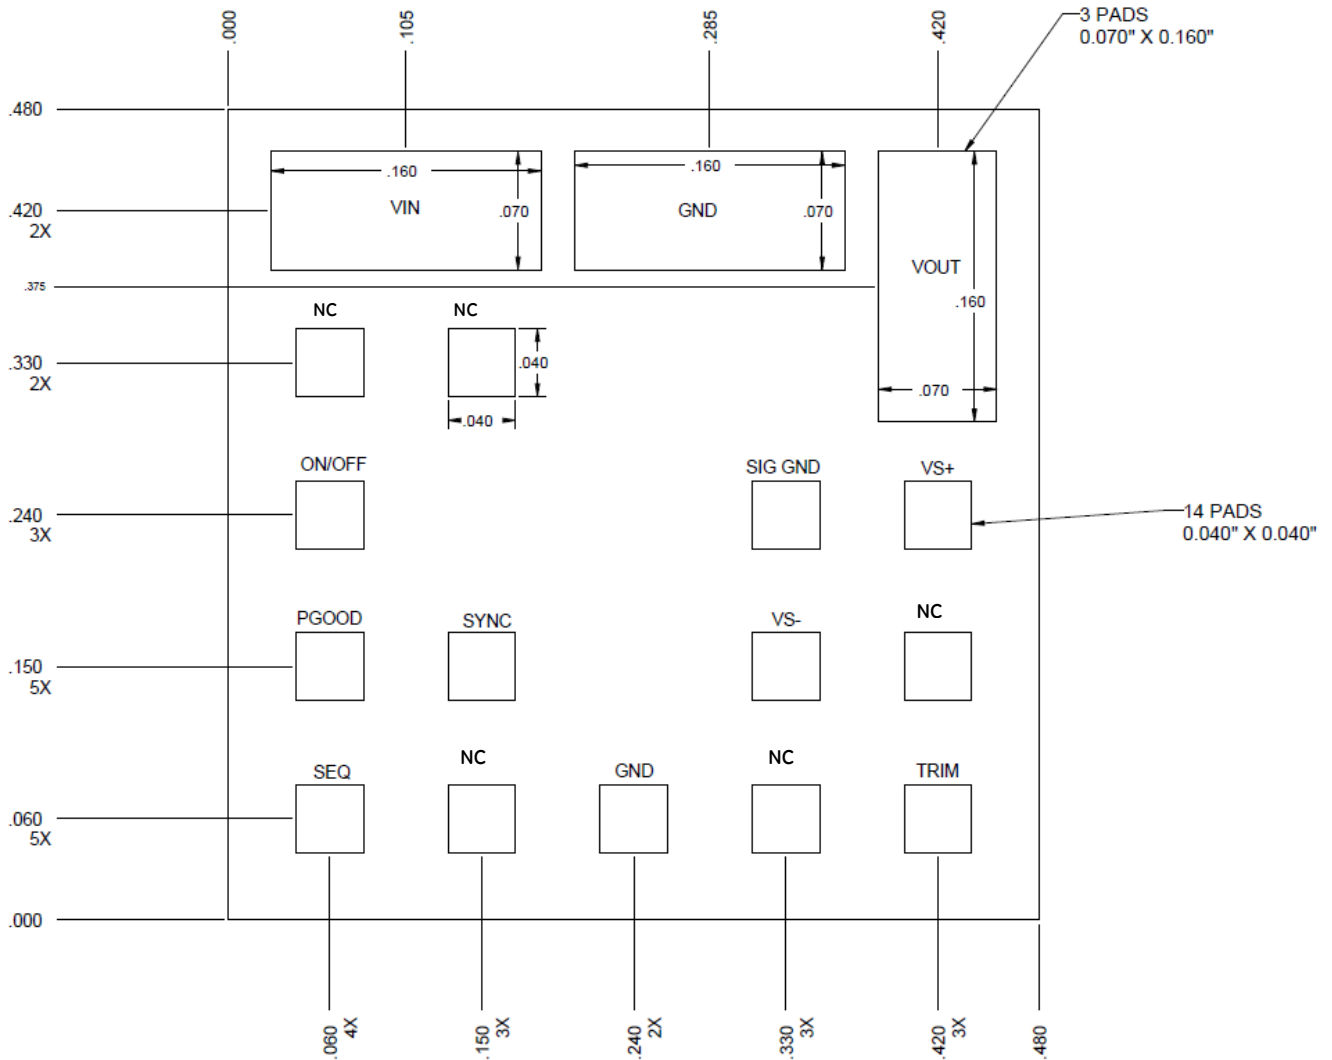 .000
.105
.285
.420
3 PADS
0.070" X 0.160"
.480
.160
.160
VIN
.070
GND
.070
.420
2X
VOUT
.375
.160
NC
NC
.330
2X
.040
.070
.040
ON/OFF
SIG GND
VS+
.240
3X
14 PADS
0.040" X 0.040"
PGOOD
SYNC
VS-
NC
.150
5X
SEQ
NC
GND
NC
TRIM
.060
5X
.000
.060
4X
.150
3X
.240
2X
.330
3X
.420
3X
.480